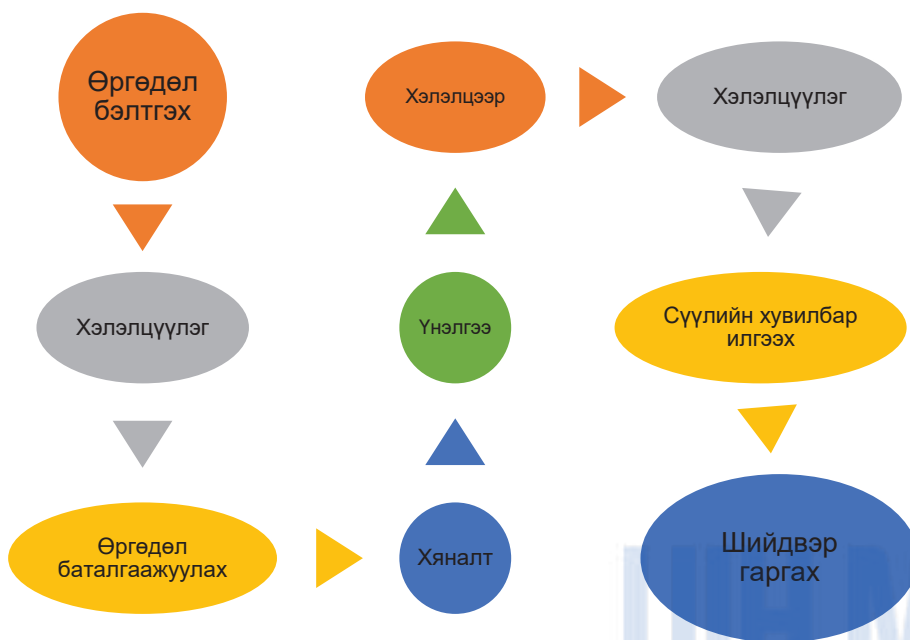 Өргөдөл
бэлтгэх
Хэлэлцүүлэг
Өргөдөл
баталгаажуулах
Хяналт
Үнэлгээ
Хэлэлцээр
Хэлэлцүүлэг
Сүүлийн хувилбар
илгээх
Шийдвэр
гаргах